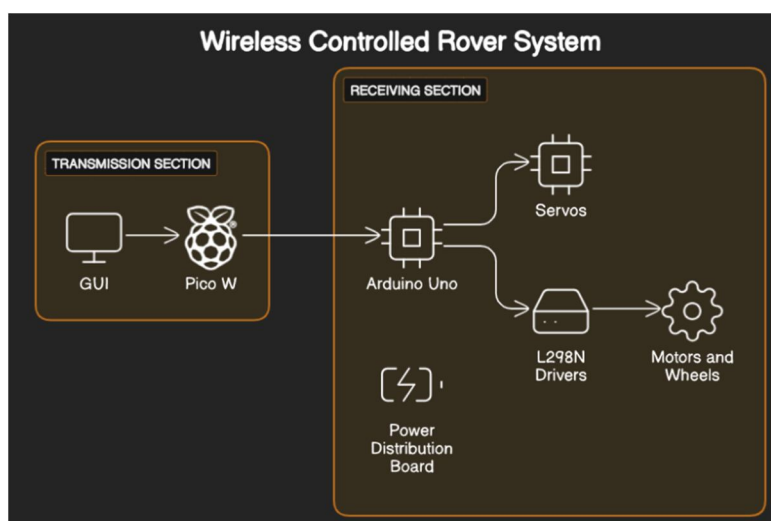 Wireless Controlled Rover System
RECEIVING SECTION
TRANSMISSION SECTION
Servos
GUI
Pico W
Arduino Uno
L298N
Drivers
Motors and
Wheels
Power
Distribution
Board